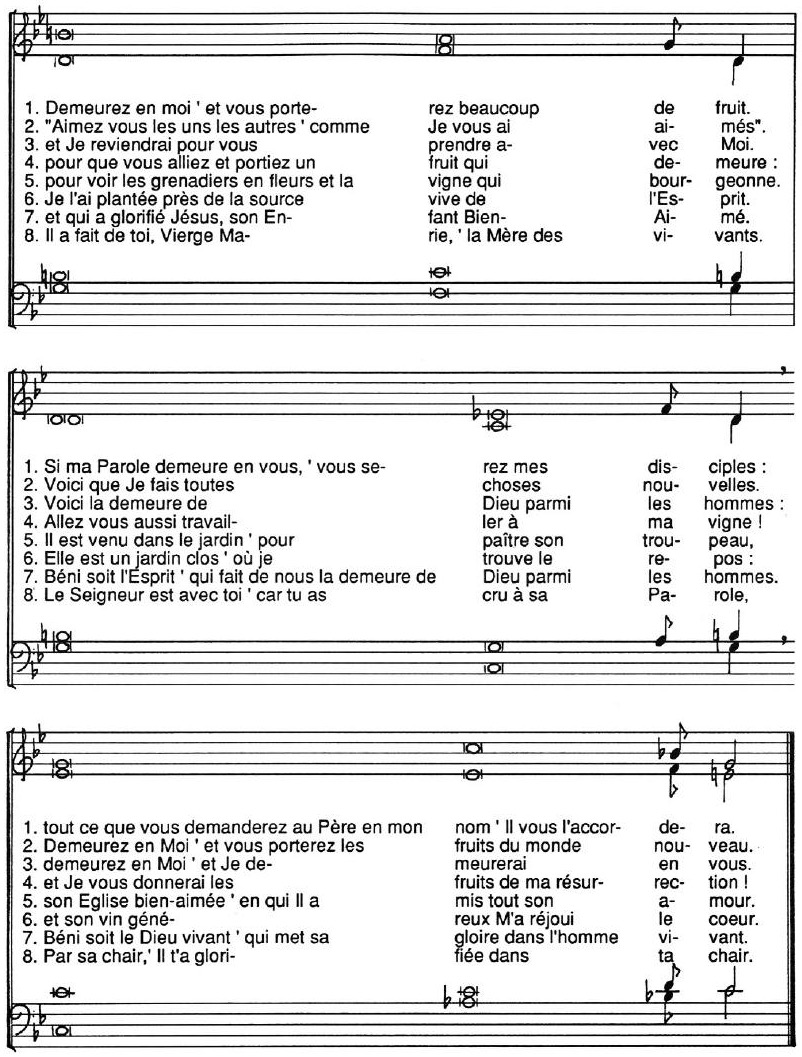 1. Demeurez en moi ' et vous porte- rez beaucoup de fruit.
2. "Aimez vous les uns les autres ' comme Je vous ai ai- més".
3. et Je reviendrai pour vous prendre a- vec Moi.
4. pour que vous alliez et portiez un fruit qui de- meure :
5. pour voir les grenadiers en fleurs et la vigne qui bour- geonne.
6. Je l'ai plantée près de la source vive de l'Es- prit.
7. et qui a glorifié Jésus, son En- fant Bien- Ai- mé.
8. Il a fait de toi, Vierge Ma- rie, ' la Mère des vi- vants.
1. Si ma Parole demeure en vous, ' vous se- rez mes dis- ciples :
2. Voici que Je fais toutes choses nou- velles.
3. Voici la demeure de Dieu parmi les hommes :
4. Allez vous aussi travail- ler à ma vigne !
5. Il est venu dans le jardin ' pour paître son trou- peau,
6. Elle est un jardin clos ' où je trouve le re- pos :
7. Béni soit l'Esprit ' qui fait de nous la demeure de Dieu parmi les hommes.
8. Le Seigneur est avec toi ' car tu as cru à sa Pa- role,
1. tout ce que vous demanderez au Père en mon nom ' Il vous l'accor- de- ra.
2. Demeurez en Moi ' et vous porterez les fruits du monde nou- veau.
3. demeurez en Moi ' et Je de- meurerai en vous.
4. et Je vous donnerai les fruits de ma résur- rec- tion !
5. son Eglise bien-aimée ' en qui Il a mis tout son a- mour.
6. et son vin géné- reux M'a réjoui le coeur.
7. Béni soit le Dieu vivant ' qui met sa gloire dans l'homme vi- vant.
8. Par sa chair,' Il t'a glori- fiée dans ta chair.